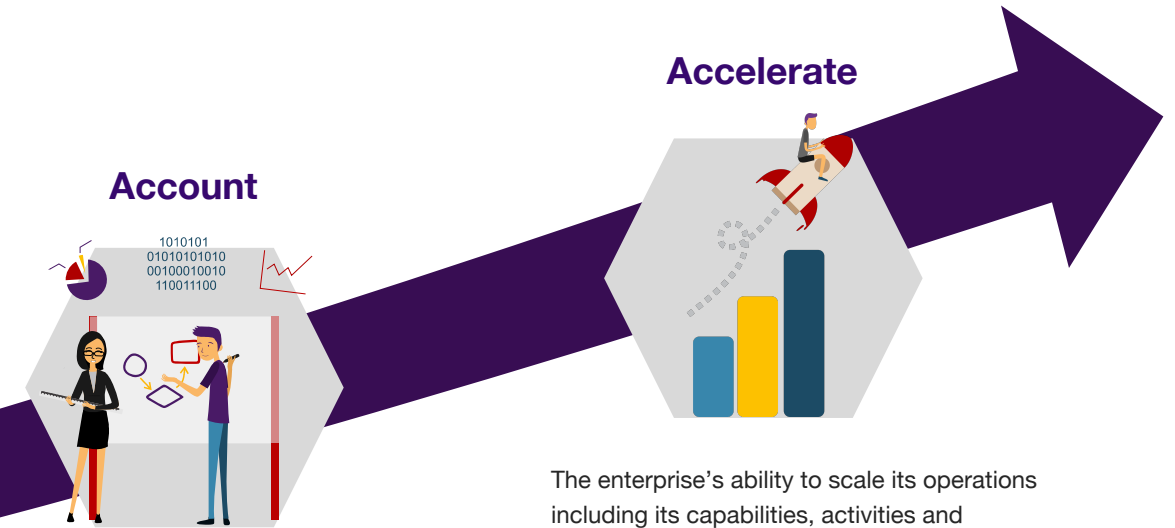 Accelerate
Account
1010101
01010101010
00100010010
110011100
The enterprise’s ability to scale its operations
including its capabilities, activities and